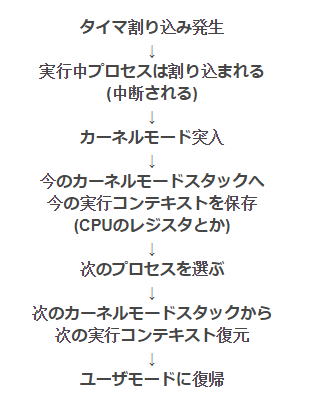 タイマ割り込み発生
↓
実行中プロセスは割り込まれる
(中断される)
↓
カーネルモード突入
↓
今のカーネルモードスタックへ
今の実行コンテキストを保存
(CPUのレジスタとか)
↓
次のプロセスを選ぶ
↓
次のカーネルモードスタックから
次の実行コンテキスト復元
↓
ユーザモードに復帰